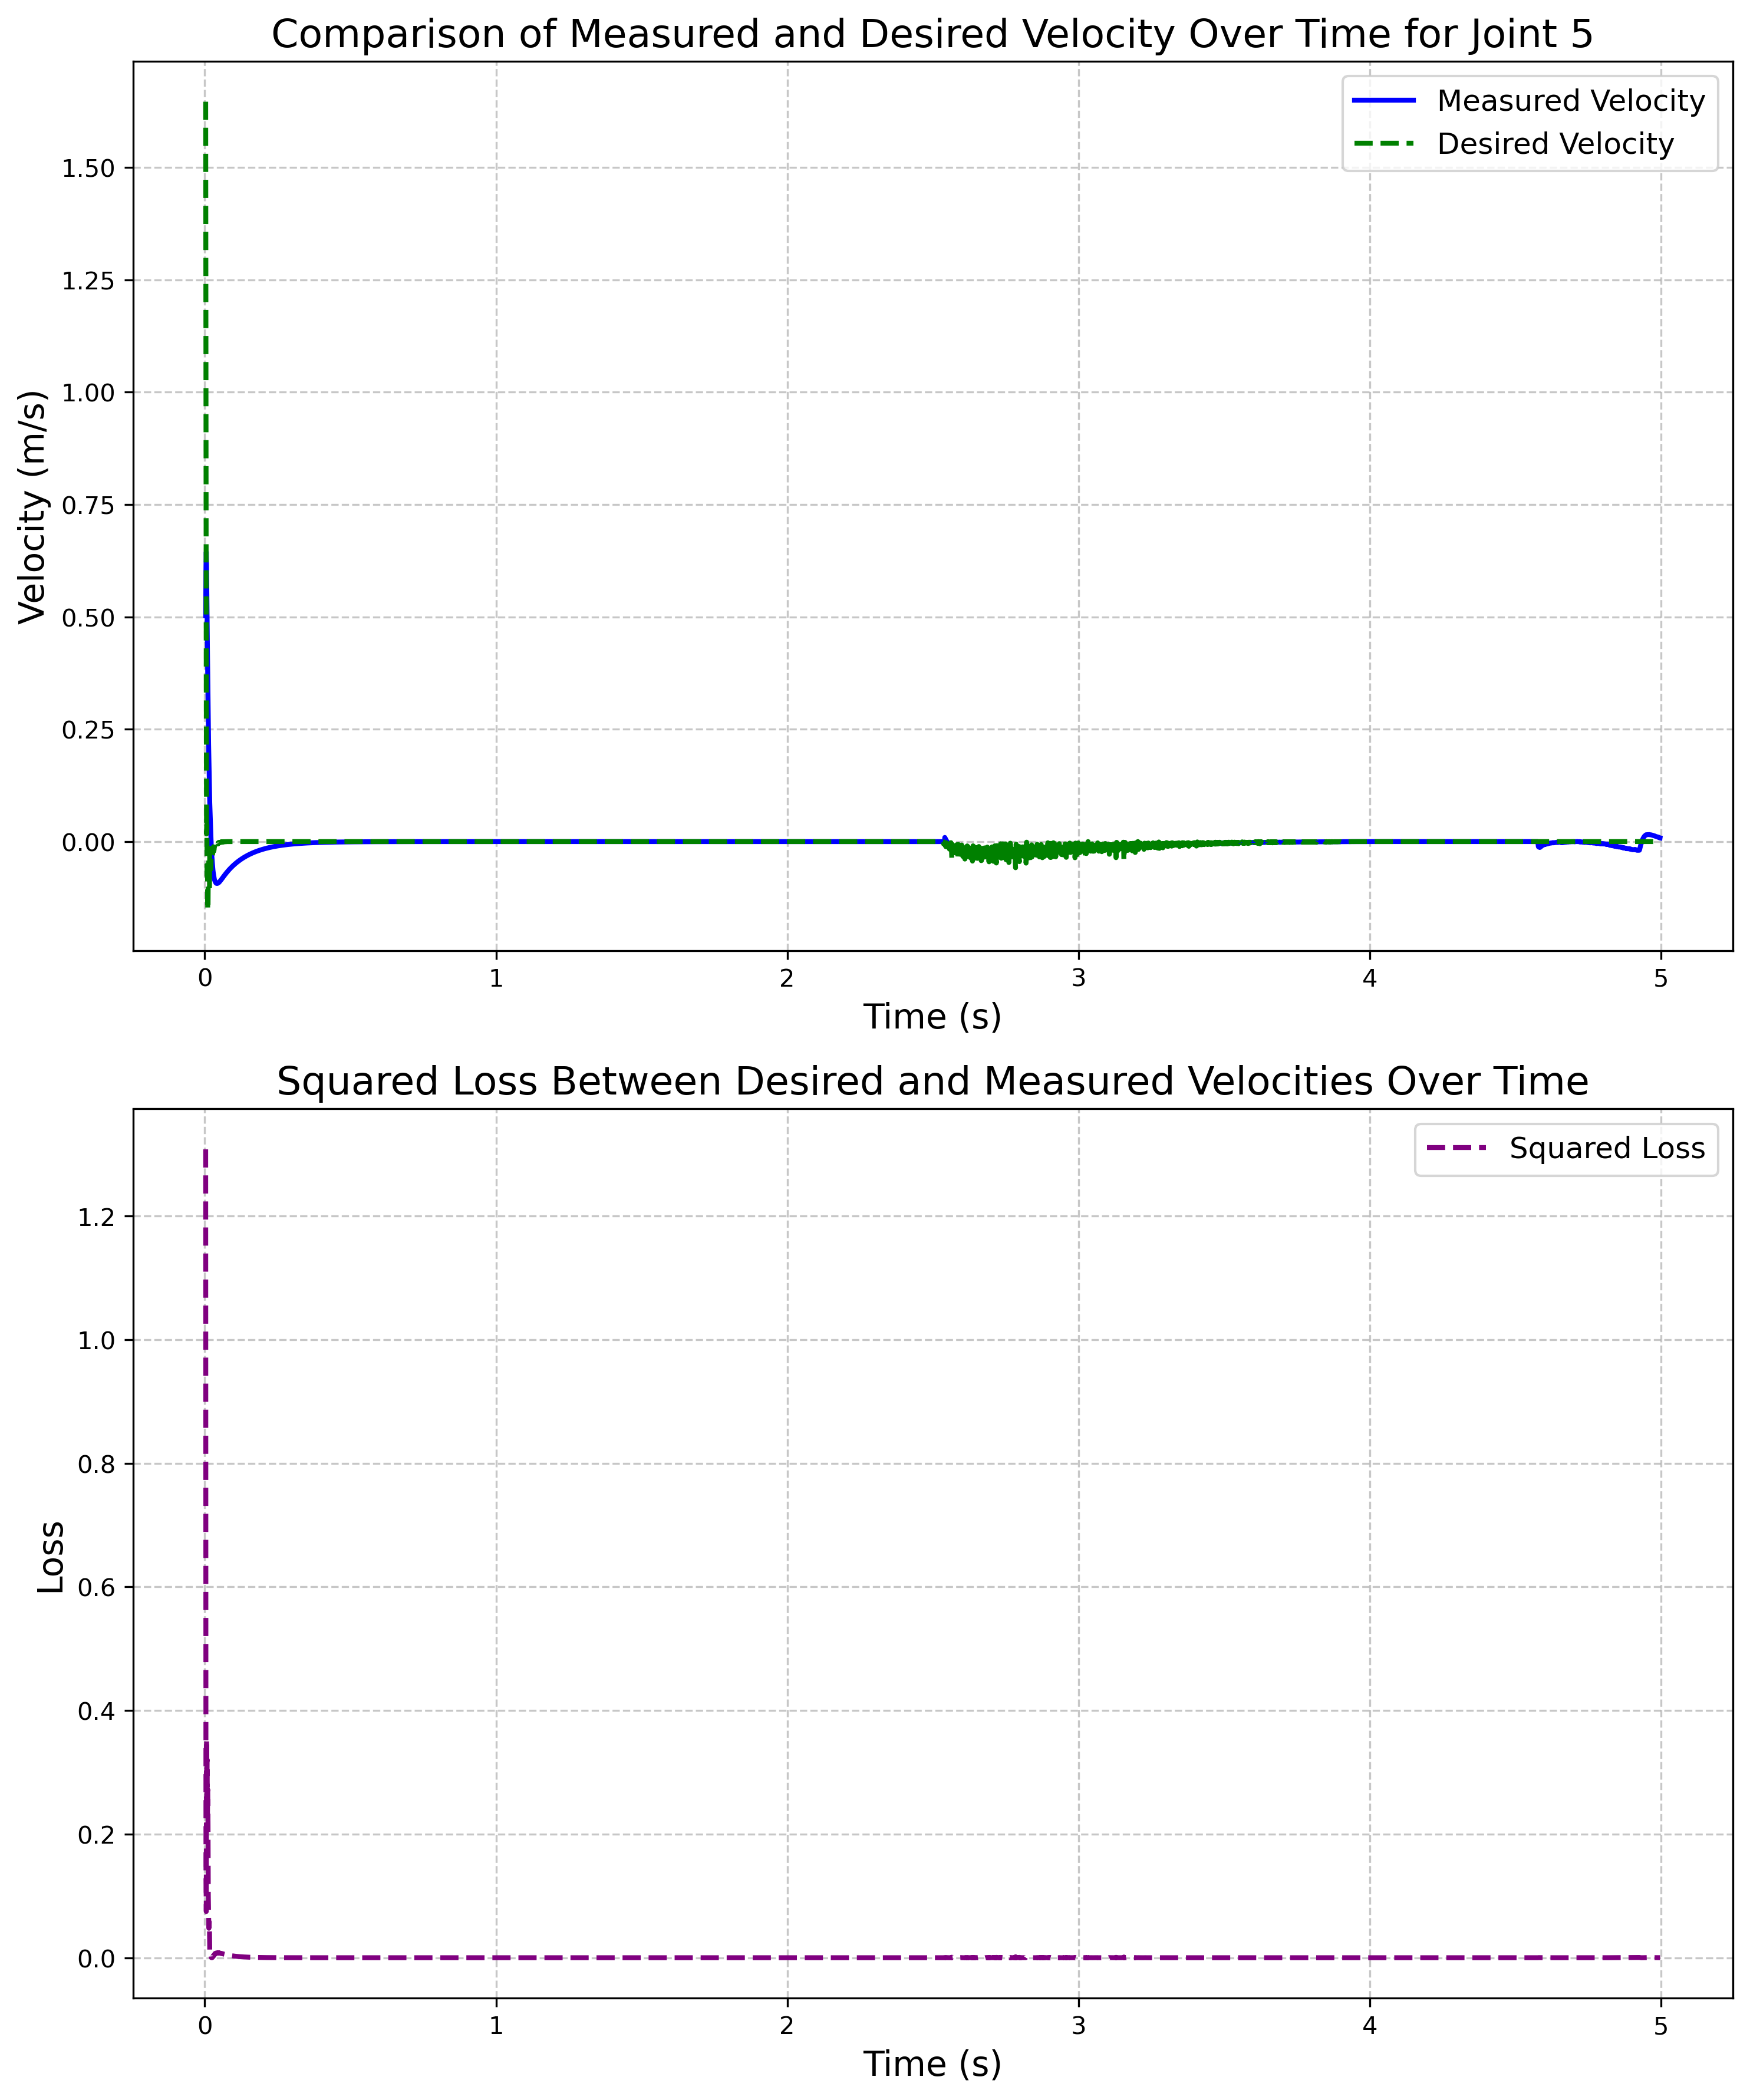 Comparison of Measured and Desired Velocity Over Time for Joint 5
Measured Velocity
Desired Velocity
Velocity (m/s)
1.50
1.25
1.00
0.75
0.50
0.25
0.00
0 1 2 3 4 5
Time (s)
Squared Loss Between Desired and Measured Velocities Over Time
Squared Loss
Loss
1.2
1.0
0.8
0.6
0.4
0.2
0.0
0 1 2 3 4 5
Time (s)